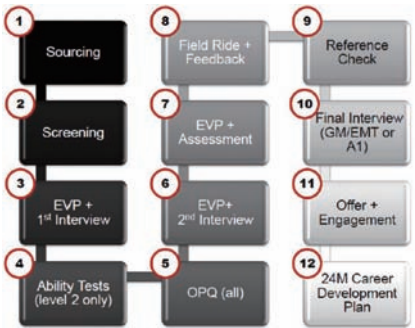 1
Sourcing
2
Screening
3
EVP +
1st Interview
4
Ability Tests
(level 2 only)
5
OPQ (all)
6
EVP+
2nd Interview
7
EVP +
Assessment
8
Field Ride +
Feedback
9
Reference
Check
10
Final Interview
(GM/EMT or
A1)
11
Offer +
Engagement
12
24M Career
Development
Plan